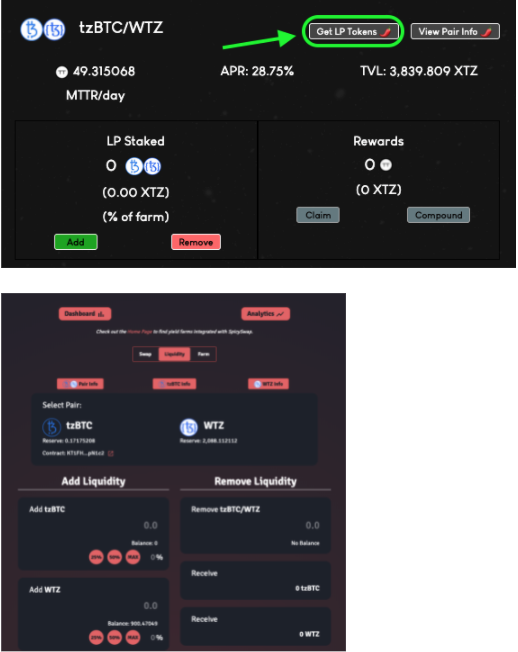 tzBTC/WTZ
Get LP Tokens
View Pair Info
49.315068
MTTR/day
APR: 28.75%
TVL: 3,839.809 XTZ
LP Staked
0
(0.00 XTZ)
(% of farm)
Add
Remove
Rewards
0
(0 XTZ)
Claim
Compound
Dashboard
Analytics
Check out the Home Page to find yield farms integrated with SpicySwap.
Swap
Liquidity
Farm
Pair Info
tzBTC Info
WTZ Info
Select Pair:
tzBTC
Reserve: 0.17175208
WTZ
Reserve: 3,098.112112
Add Liquidity
Add tzBTC
0.0
Balance: 0
25%
50%
MAX
0%
Add WTZ
0.0
Balance: 900.47049
25%
50%
MAX
0%
Remove Liquidity
Remove tzBTC/WTZ
0.0
No Balance
Receive
0 tzBTC
Receive
0 WTZ